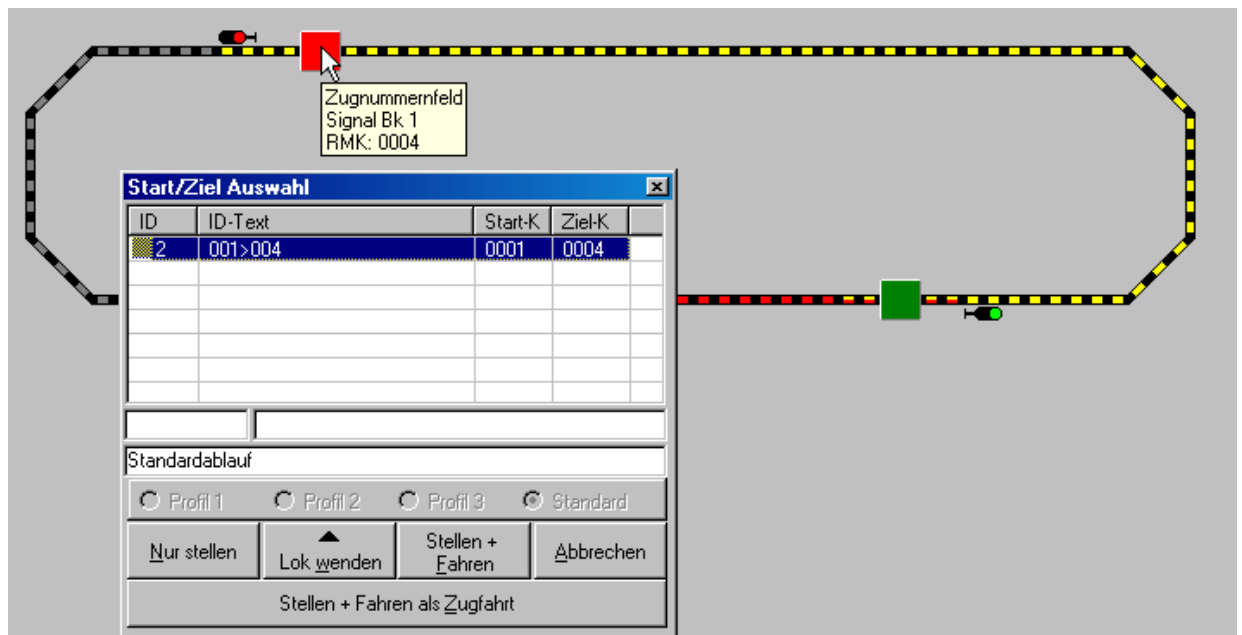 Zugnummernfeld
Signal Bk 1
RMK: 0004
Start/Ziel Auswahl
ID ID-Text Start-K Ziel-K
2 001>004 0001 0004
Standardablauf
Profil 1 Profil 2 Profil 3 Standard
Nur stellen Lok wenden Stellen + Fahren Abbrechen
Stellen + Fahren als Zugfahrt